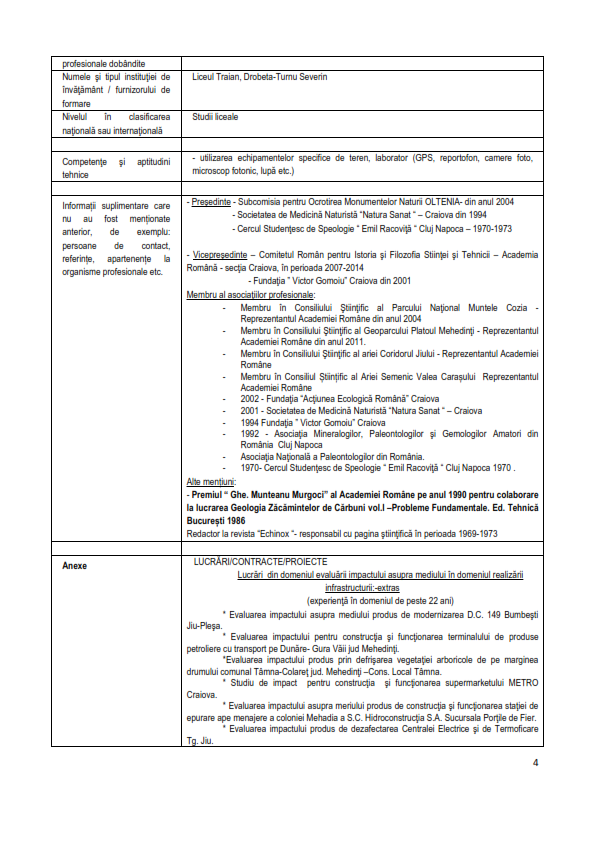 profesionale dobândite
Numele şi tipul instituţiei de
învăţământ / furnizorului de
formare
Liceul Traian, Drobeta-Turnu Severin
Nivelul în clasificarea
naţională sau internaţională
Studii liceale
Competenţe şi aptitudini
tehnice
- utilizarea echipamentelor specifice de teren, laborator (GPS, reportofon, camere foto,
microscop fotonic, lupă etc.)
Informații suplimentare care
nu au fost menționate
anterior, de exemplu:
persoane de contact,
referințe, apartenențe la
organisme profesionale etc.
- Preşedinte - Subcomisia pentru Ocrotirea Monumentelor Naturii OLTENIA- din anul 2004
- Societatea de Medicină Naturistă “Natura Sanat “ – Craiova din 1994
- Cercul Studenţesc de Speologie “ Emil Racoviţă “ Cluj Napoca – 1970-1973
- Vicepreşedinte – Comitetul Român pentru Istoria şi Filozofia Stiinţei şi Tehnicii – Academia
Română - secţia Craiova, în perioada 2007-2014
- Fundaţia ” Victor Gomoiu” Craiova din 2001
Membru al asociaţiilor profesionale:
- Membru în Consiliului Ştiinţific al Parcului Naţional Muntele Cozia -
Reprezentantul Academiei Române din anul 2004
- Membru în Consiliului Ştiinţific al Geoparcului Platoul Mehedinţi - Reprezentantul
Academiei Române din anul 2011.
- Membru în Consiliului Ştiinţific al ariei Coridorul Jiului - Reprezentantul Academiei
Române
- Membru în Consiliul Științific al Ariei Semenic Valea Carașului Reprezentantul
Academiei Române
- 2002 - Fundaţia “Acţiunea Ecologică Română” Craiova
- 2001 - Societatea de Medicină Naturistă “Natura Sanat “ – Craiova
- 1994 Fundaţia ” Victor Gomoiu” Craiova
- 1992 - Asociaţia Mineralogilor, Paleontologilor şi Gemologilor Amatori din
România Cluj Napoca
- Asociaţia Naţională a Paleontologilor din România.
- 1970- Cercul Studenţesc de Speologie “ Emil Racoviţă “ Cluj Napoca 1970 .
Alte mențiuni:
- Premiul “ Ghe. Munteanu Murgoci” al Academiei Române pe anul 1990 pentru colaborare
la lucrarea Geologia Zăcămintelor de Cărbuni vol.I –Probleme Fundamentale. Ed. Tehnică
Bucureşti 1986
Redactor la revista “Echinox “- responsabil cu pagina ştiinţifică în perioada 1969-1973
Anexe
LUCRĂRI/CONTRACTE/PROIECTE
Lucrări din domeniul evaluării impactului asupra mediului în domeniul realizării
infrastructurii:-extras
(experienţă în domeniul de peste 22 ani)
* Evaluarea impactului asupra mediului produs de modernizarea D.C. 149 Bumbeşti
Jiu-Pleşa.
* Evaluarea impactului pentru construcţia şi funcţionarea terminalului de produse
petroliere cu transport pe Dunăre- Gura Văii jud Mehedinţi.
*Evaluarea impactului produs prin defrişarea vegetaţiei arboricole de pe marginea
drumului comunal Tâmna-Colareţ jud. Mehedinţi –Cons. Local Tâmna.
* Studiu de impact pentru construcţia şi funcţionarea supermarketului METRO
Craiova.
* Evaluarea impactului asupra meriului produs de construcţia şi funcţionarea staţiei de
epurare ape menajere a coloniei Mehadia a S.C. Hidroconstrucţia S.A. Sucursala Porţile de Fier.
* Evaluarea impactului produs de dezafectarea Centralei Electrice şi de Termoficare
Tg. Jiu.
4